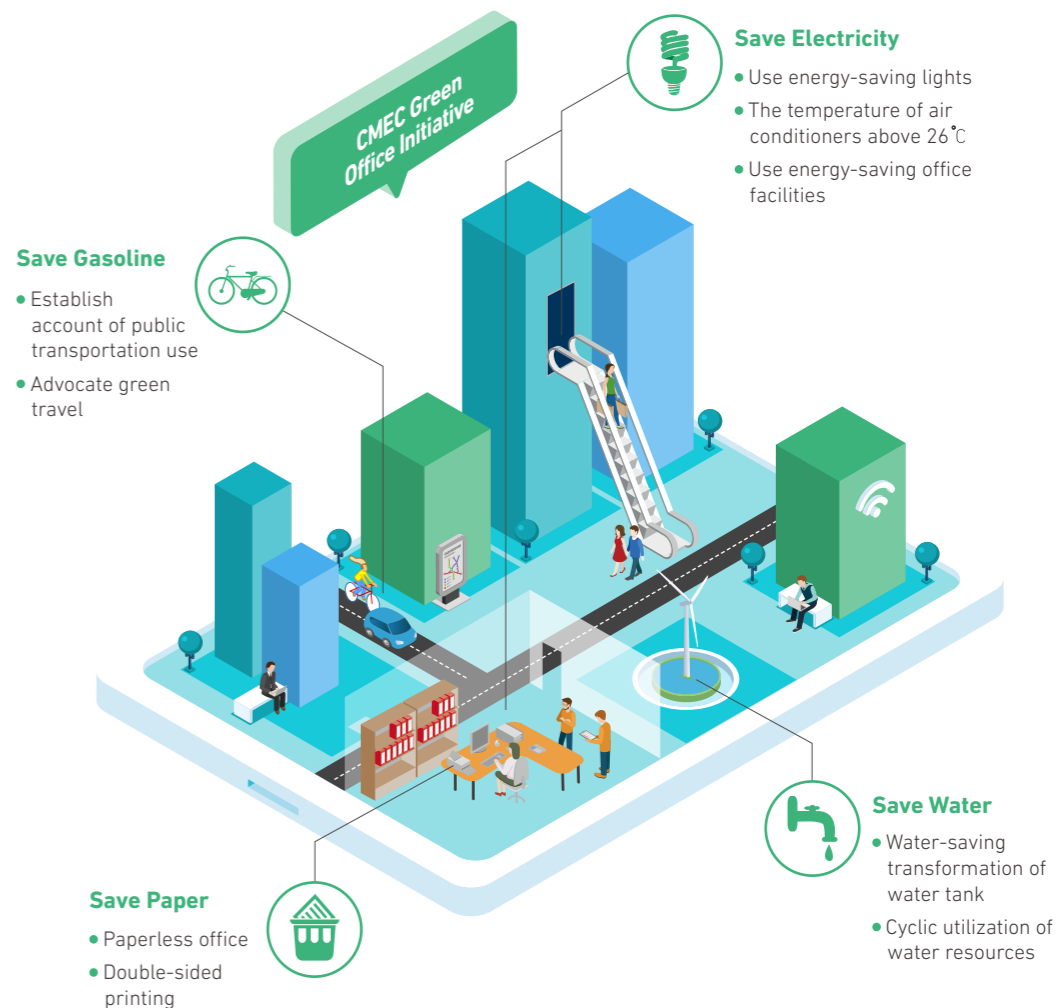 CMEC Green
Office Initiative
Save Electricity
• Use energy-saving lights
• The temperature of air
conditioners above 26℃
• Use energy-saving office
facilities
Save Gasoline
• Establish
account of public
transportation use
• Advocate green
travel
Save Water
• Water-saving
transformation of
water tank
• Cyclic utilization of
water resources
Save Paper
• Paperless office
• Double-sided
printing